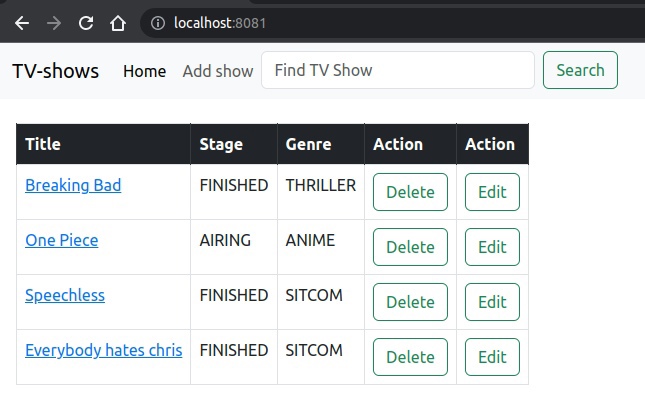 localhost:8081
TV-shows Home Add show Find TV Show Search
Title Stage Genre Action Action
Breaking Bad FINISHED THRILLER Delete Edit
One Piece AIRING ANIME Delete Edit
Speechless FINISHED SITCOM Delete Edit
Everybody hates chris FINISHED SITCOM Delete Edit